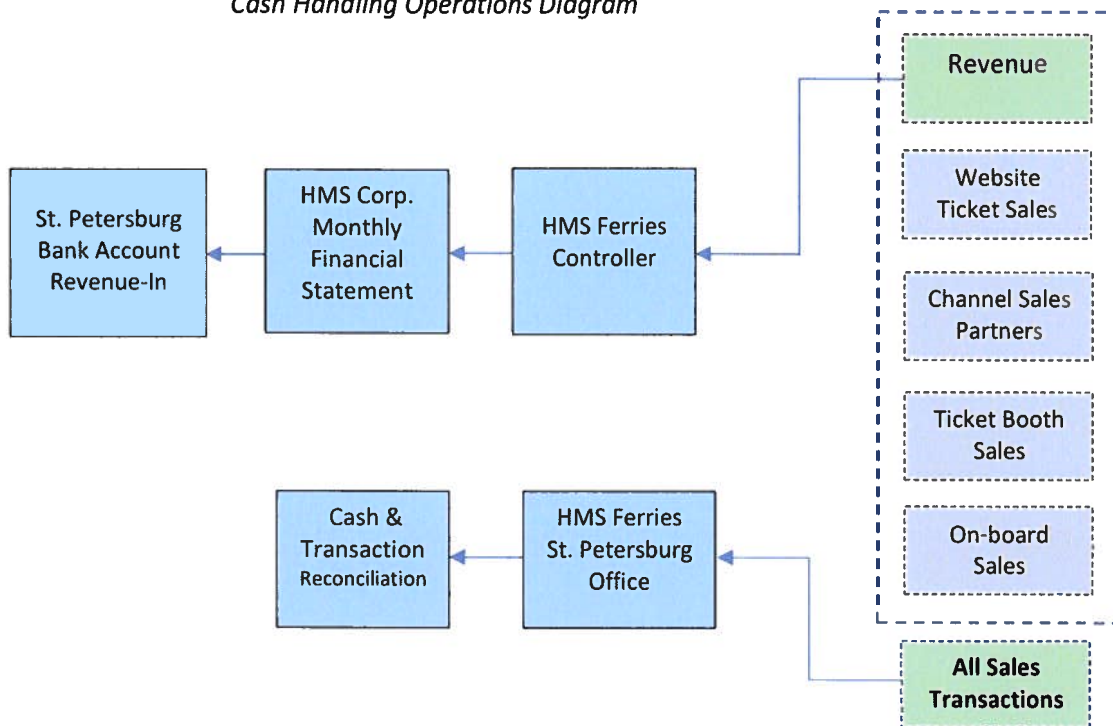 Cash Handling Operations Diagram
Revenue
Website
Ticket Sales
Channel Sales
Partners
Ticket Booth
Sales
On-board
Sales
All Sales
Transactions
St. Petersburg
Bank Account
Revenue-In
HMS Corp.
Monthly
Financial
Statement
HMS Ferries
Controller
Cash &
Transaction
Reconciliation
HMS Ferries
St. Petersburg
Office